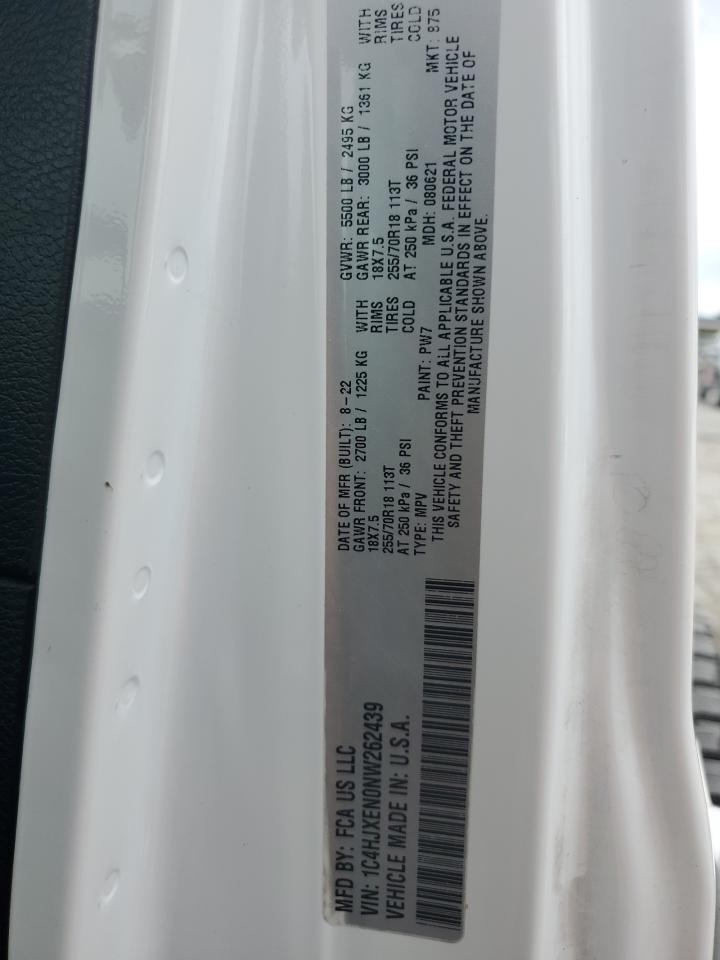 MFD BY: FCA US LLC
VIN: 1C4HJXEN0NW262439
VEHICLE MADE IN: U.S.A.
DATE OF MFR (BUILT): 8-22 GVWR: 5500 LB / 2495 KG
GAWR FRONT: 2700 LB / 1225 KG WITH GAWR REAR: 3000 LB / 1361 KG WITH
18X7.5 RIMS 18X7.5 RIMS
255/70R18 113T TIRES 255/70R18 113T TIRES
AT 250 kPa / 36 PSI COLD AT 250 kPa / 36 PSI COLD
TYPE: MPV PAINT: PW7 MDH: 080621 MKT: 875
THIS VEHICLE CONFORMS TO ALL APPLICABLE U.S.A. FEDERAL MOTOR VEHICLE
SAFETY AND THEFT PREVENTION STANDARDS IN EFFECT ON THE DATE OF
MANUFACTURE SHOWN ABOVE.